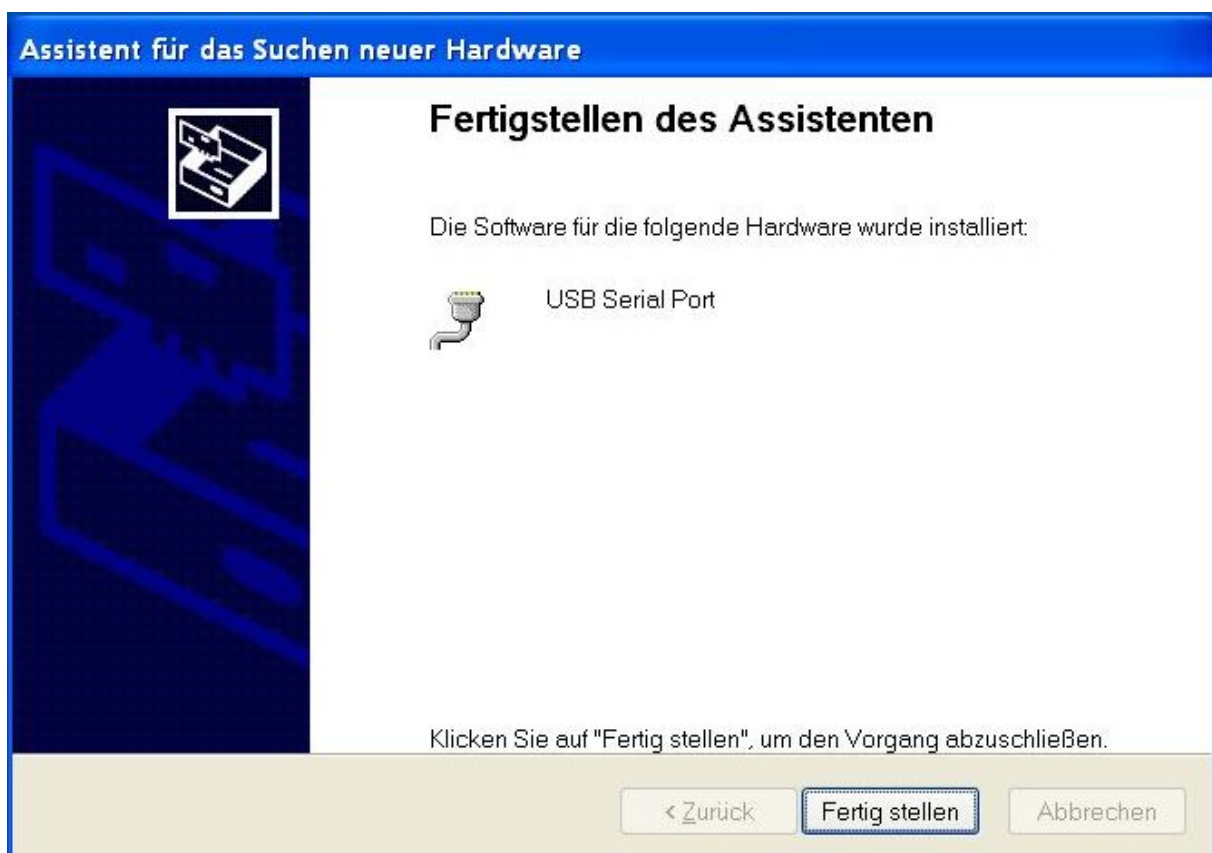 Assistent für das Suchen neuer Hardware
Fertigstellen des Assistenten
Die Software für die folgende Hardware wurde installiert:
USB Serial Port
Klicken Sie auf "Fertig stellen", um den Vorgang abzuschließen.
< Zurück
Fertig stellen
Abbrechen